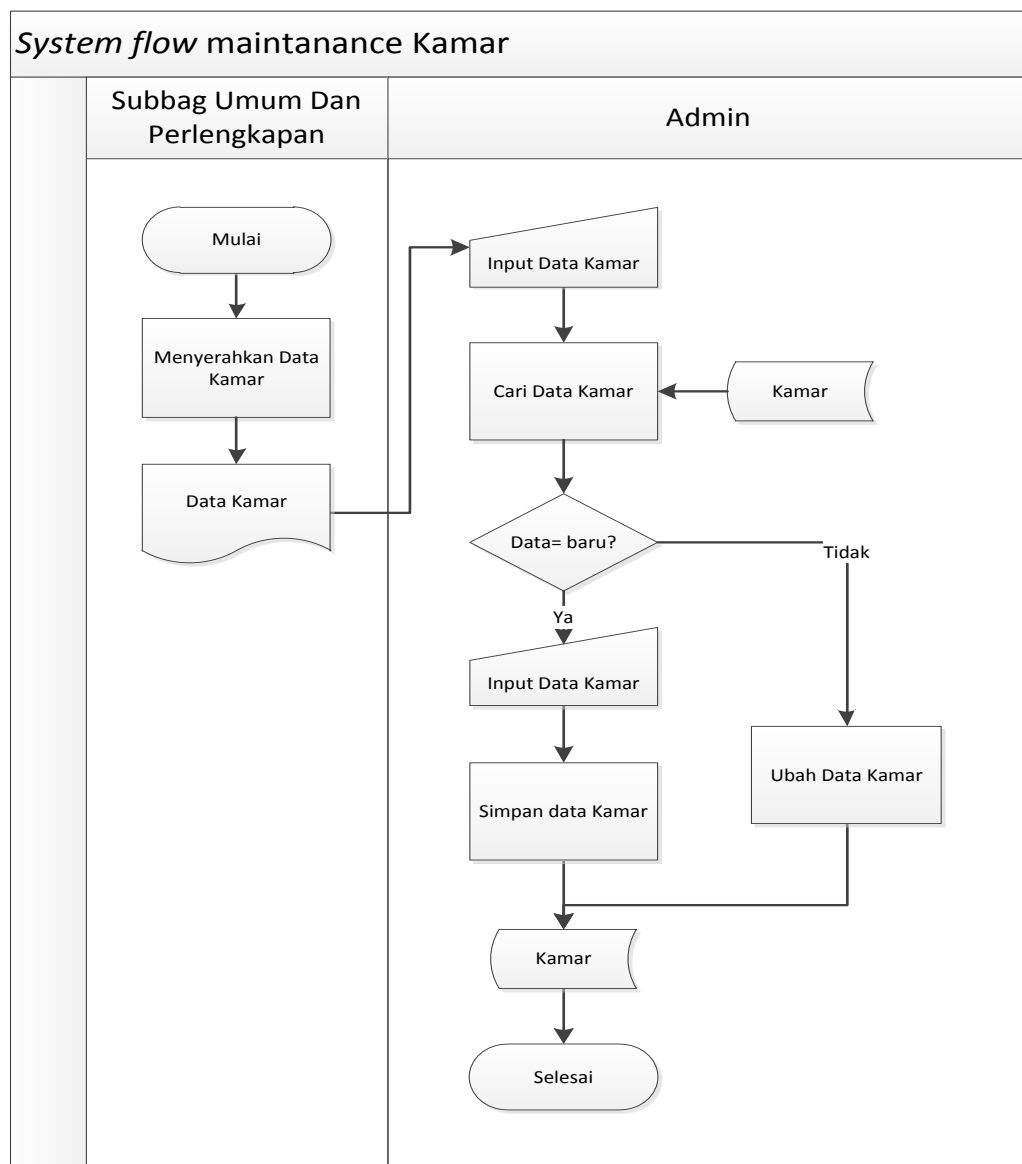 System flow maintanance Kamar
Subbag Umum Dan
Perlengkapan
Admin
Mulai
Menyerahkan Data
Kamar
Data Kamar
Input Data Kamar
Cari Data Kamar
Kamar
Data= baru?
Tidak
Ya
Input Data Kamar
Simpan data Kamar
Ubah Data Kamar
Kamar
Selesai